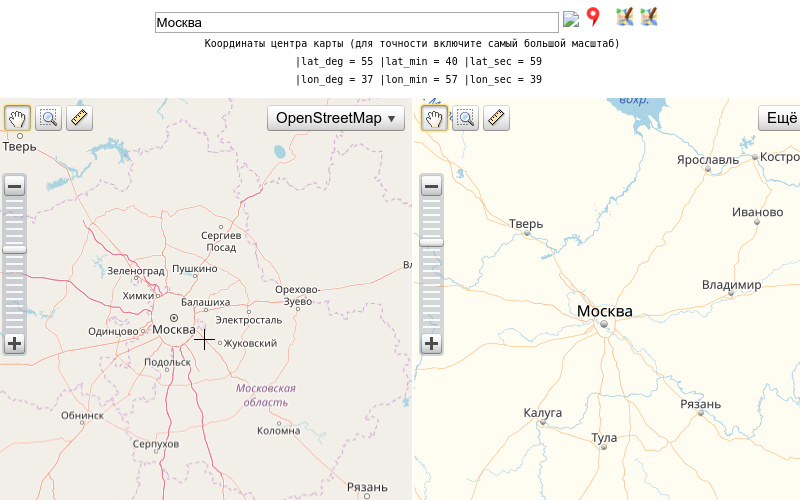 Москва
Координаты центра карты (для точности включите самый большой масштаб)
|lat_deg = 55 |lat_min = 40 |lat_sec = 59
|lon_deg = 37 |lon_min = 57 |lon_sec = 39
OpenStreetMap
Тверь
Сергиев
Посад
Зеленоград
Пушкино
Химки
Балашиха
Орехово-
Зуево
Москва
Электросталь
Одинцово
Жуковский
Подольск
Московская
область
Обнинск
Коломна
Серпухов
Рязань
вохр.
Ещё
Ярославль
Костро
Тверь
Иваново
Владимир
Москва
Калуга
Рязань
Тула